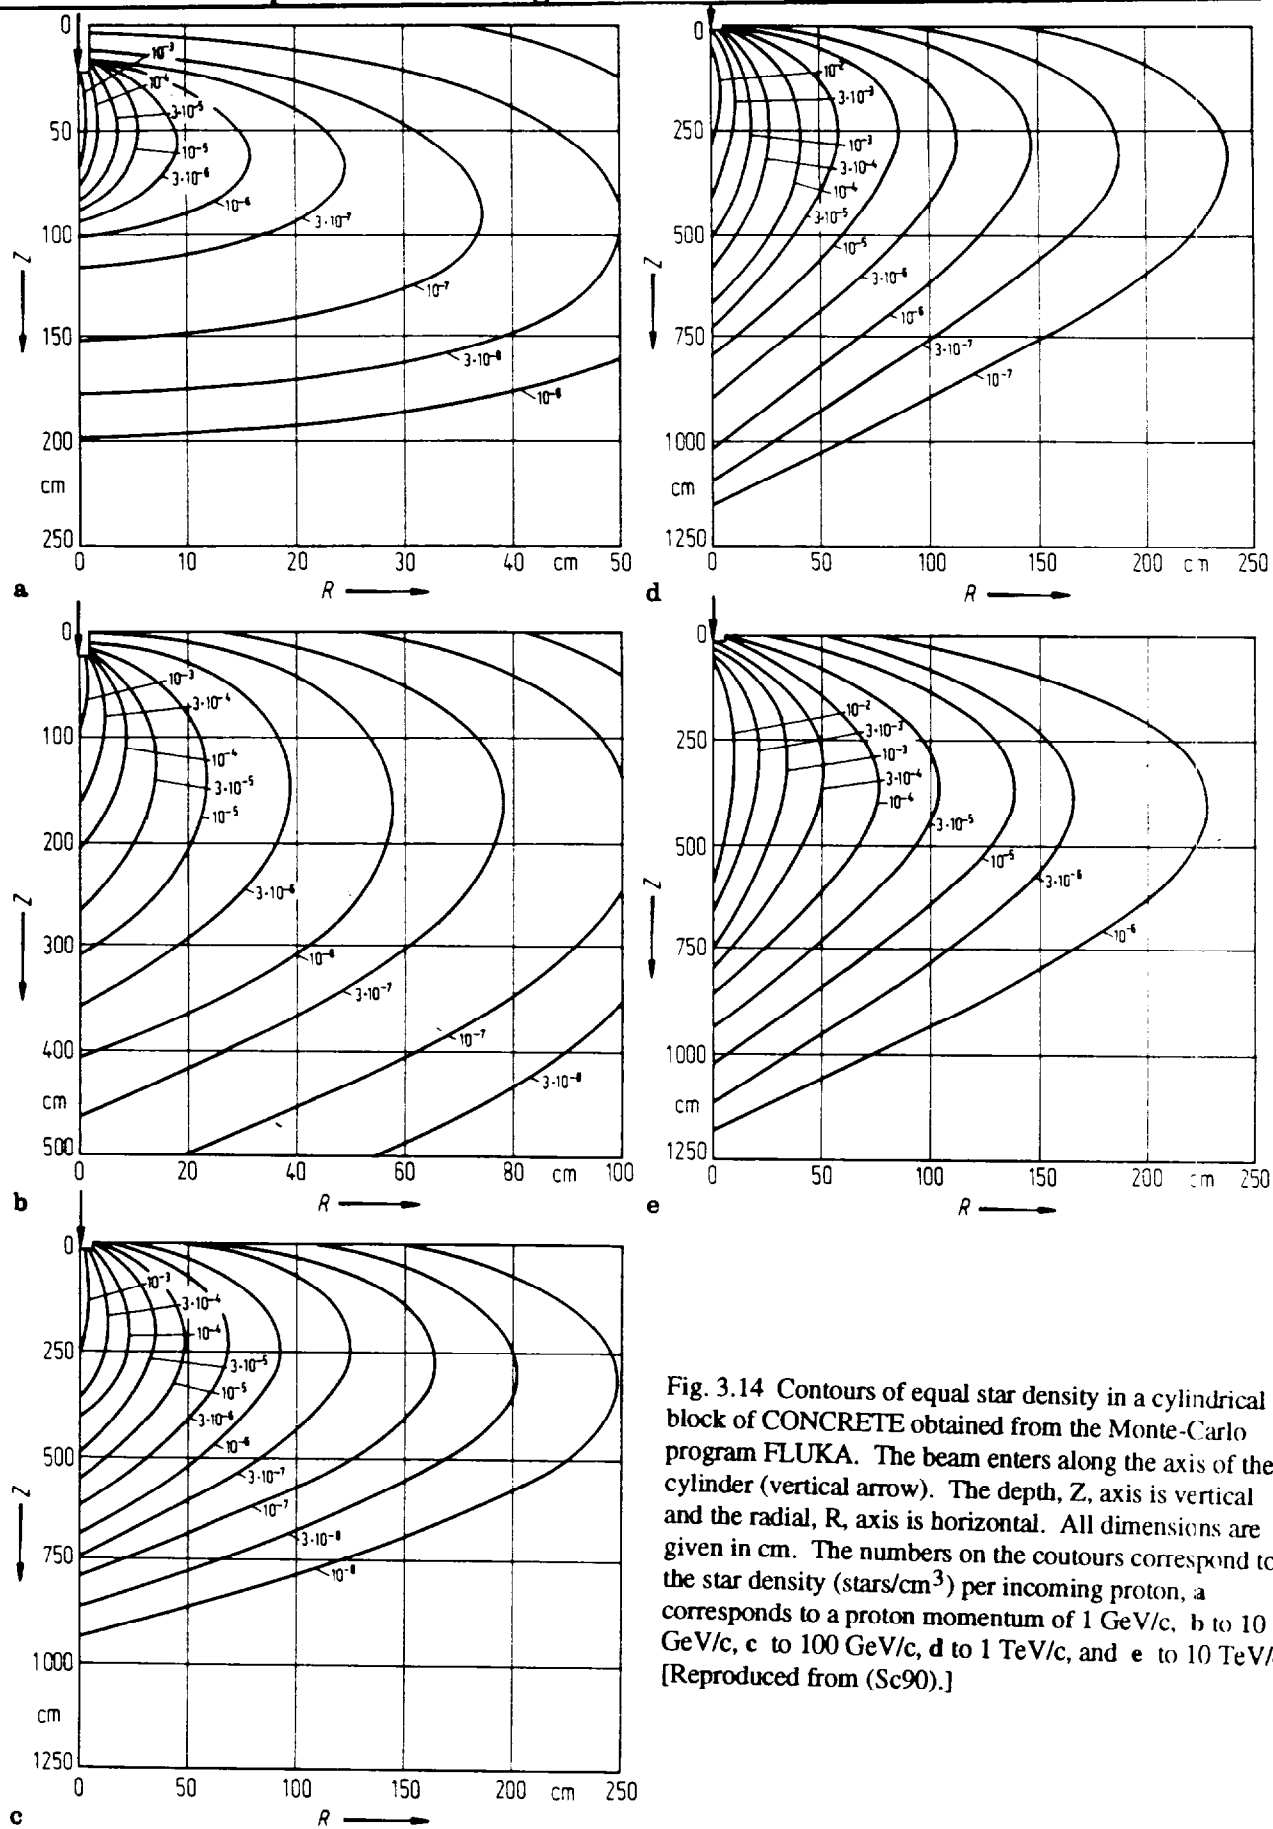 0
50
100
150
200
cm
250
Z
10⁻³
10⁻⁴
3·10⁻⁵
10⁻⁵
3·10⁻⁶
10⁻⁶
3·10⁻⁷
10⁻⁷
3·10⁻⁸
10⁻⁸
0 10 20 30 40 cm 50
R
a
0
250
500
750
1000
cm
1250
Z
10⁻²
3·10⁻³
10⁻³
3·10⁻⁴
10⁻⁴
3·10⁻⁵
10⁻⁵
3·10⁻⁶
10⁻⁶
3·10⁻⁷
10⁻⁷
0 50 100 150 200 cm 250
R
d
0
100
200
300
400
cm
500
Z
10⁻³
3·10⁻⁴
10⁻⁴
3·10⁻⁵
10⁻⁵
3·10⁻⁶
10⁻⁶
3·10⁻⁷
10⁻⁷
3·10⁻⁸
0 20 40 60 80 cm 100
R
b
0
250
500
750
1000
cm
1250
Z
10⁻²
3·10⁻³
10⁻³
3·10⁻⁴
10⁻⁴
3·10⁻⁵
10⁻⁵
3·10⁻⁶
10⁻⁶
0 50 100 150 200 cm 250
R
e
0
250
500
750
1000
cm
1250
Z
10⁻³
3·10⁻⁴
10⁻⁴
3·10⁻⁵
10⁻⁵
3·10⁻⁶
10⁻⁶
3·10⁻⁷
10⁻⁷
3·10⁻⁸
10⁻⁸
0 50 100 150 200 cm 250
R
c
Fig. 3.14 Contours of equal star density in a cylindrical
block of CONCRETE obtained from the Monte-Carlo
program FLUKA. The beam enters along the axis of the
cylinder (vertical arrow). The depth, Z, axis is vertical
and the radial, R, axis is horizontal. All dimensions are
given in cm. The numbers on the coutours correspond to
the star density (stars/cm³) per incoming proton, a
corresponds to a proton momentum of 1 GeV/c, b to 10
GeV/c, c to 100 GeV/c, d to 1 TeV/c, and e to 10 TeV/
[Reproduced from (Sc90).]